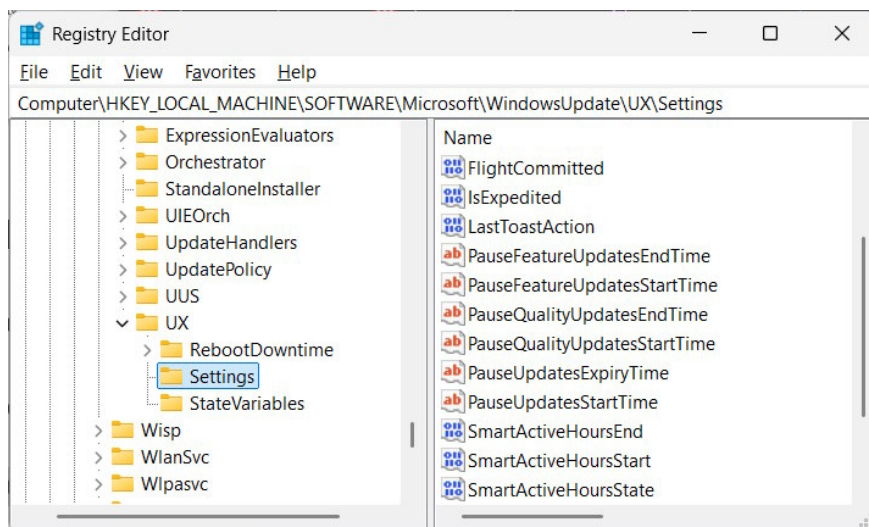 Registry Editor
File Edit View Favorites Help
Computer\HKEY_LOCAL_MACHINE\SOFTWARE\Microsoft\WindowsUpdate\UX\Settings
ExpressionEvaluators
Orchestrator
StandaloneInstaller
UIEOrch
UpdateHandlers
UpdatePolicy
UUS
UX
RebootDowntime
Settings
StateVariables
Wisp
WlanSvc
Wlpasvc
Name
FlightCommitted
IsExpedited
LastToastAction
PauseFeatureUpdatesEndTime
PauseFeatureUpdatesStartTime
PauseQualityUpdatesEndTime
PauseQualityUpdatesStartTime
PauseUpdatesExpiryTime
PauseUpdatesStartTime
SmartActiveHoursEnd
SmartActiveHoursStart
SmartActiveHoursState